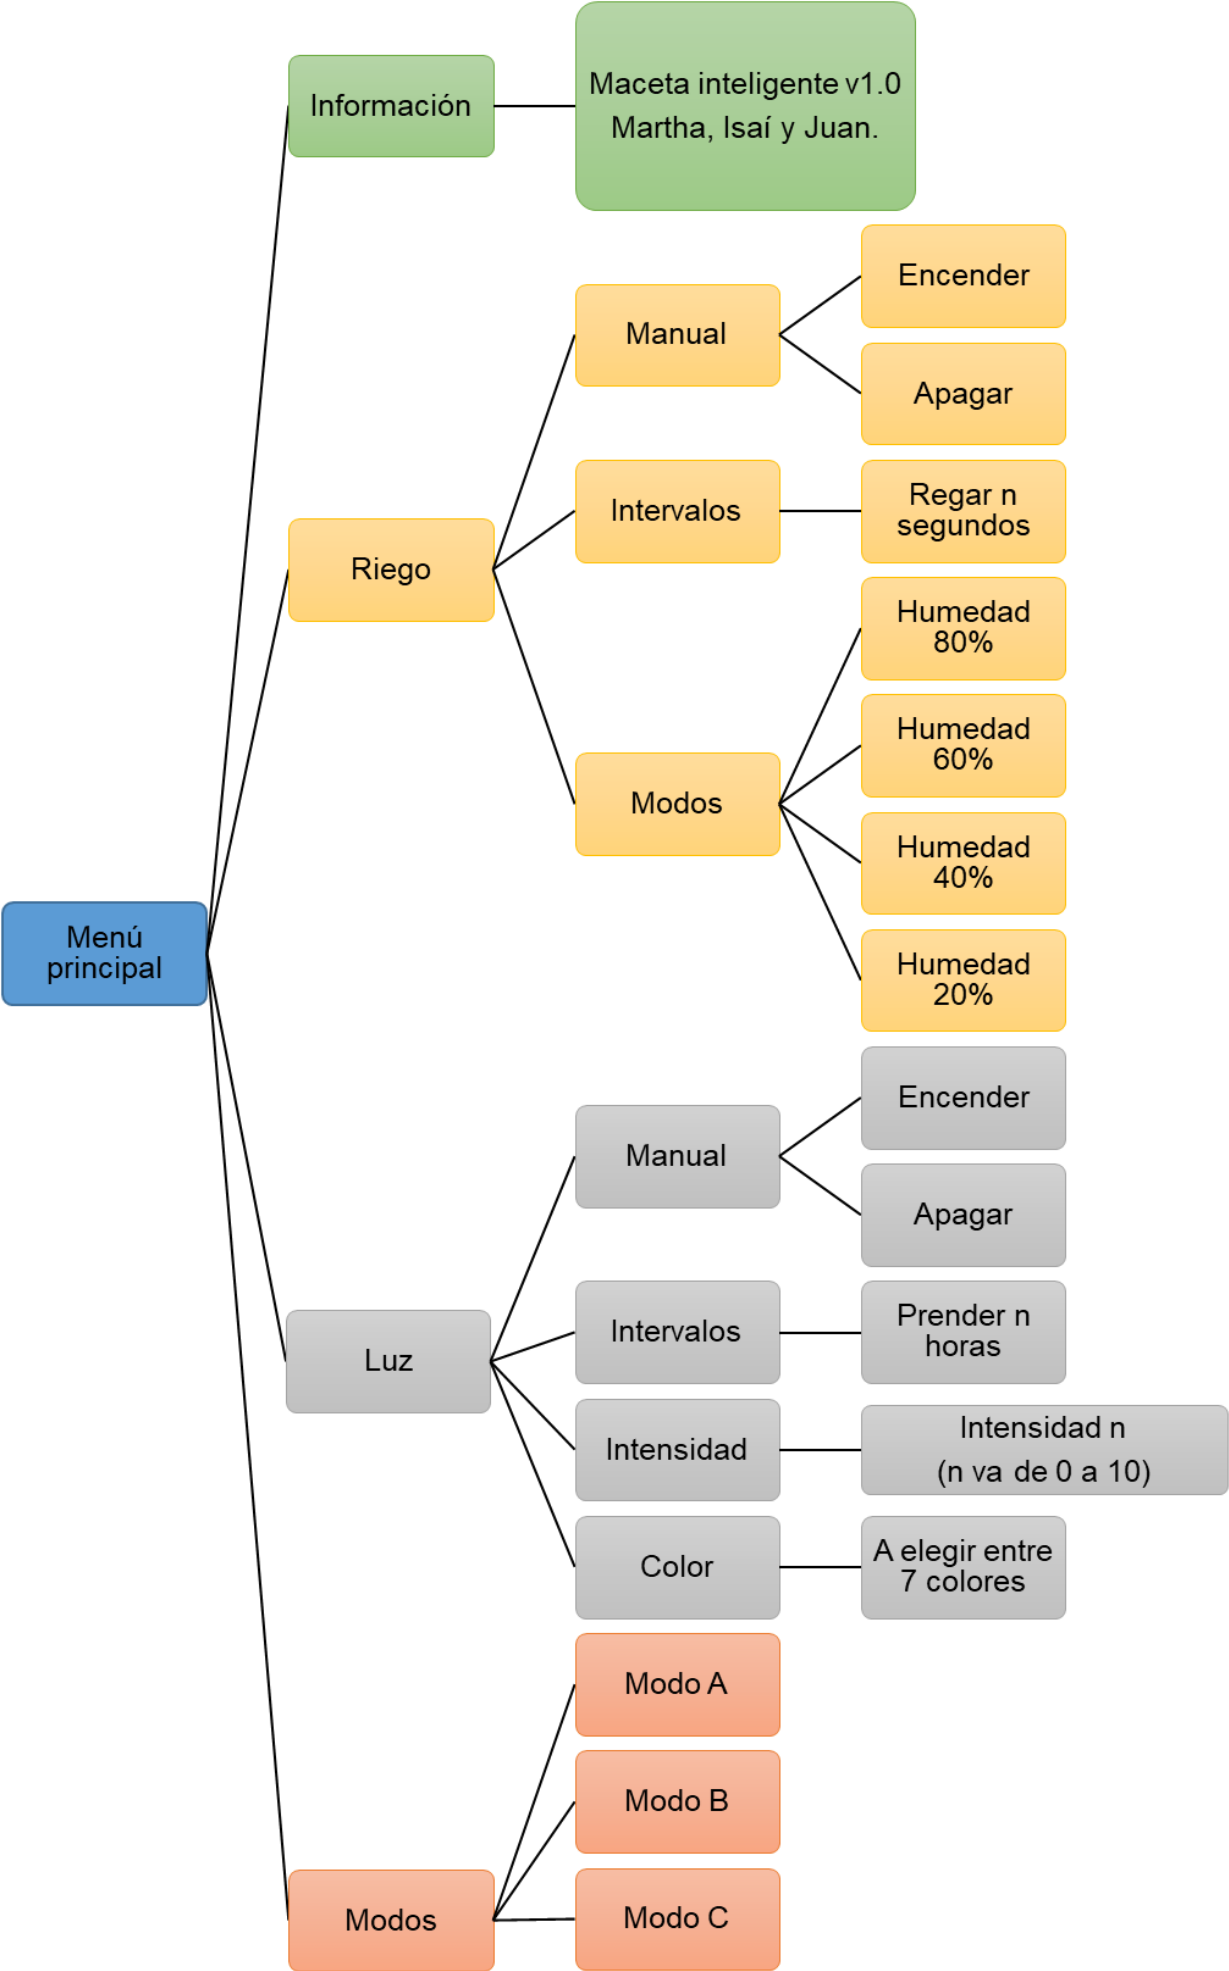 Menú
principal
Información
Maceta inteligente v1.0
Martha, Isaí y Juan.
Riego
Manual
Encender
Apagar
Intervalos
Regar n
segundos
Modos
Humedad
80%
Humedad
60%
Humedad
40%
Humedad
20%
Luz
Manual
Encender
Apagar
Intervalos
Prender n
horas
Intensidad
Intensidad n
(n va de 0 a 10)
Color
A elegir entre
7 colores
Modos
Modo A
Modo B
Modo C